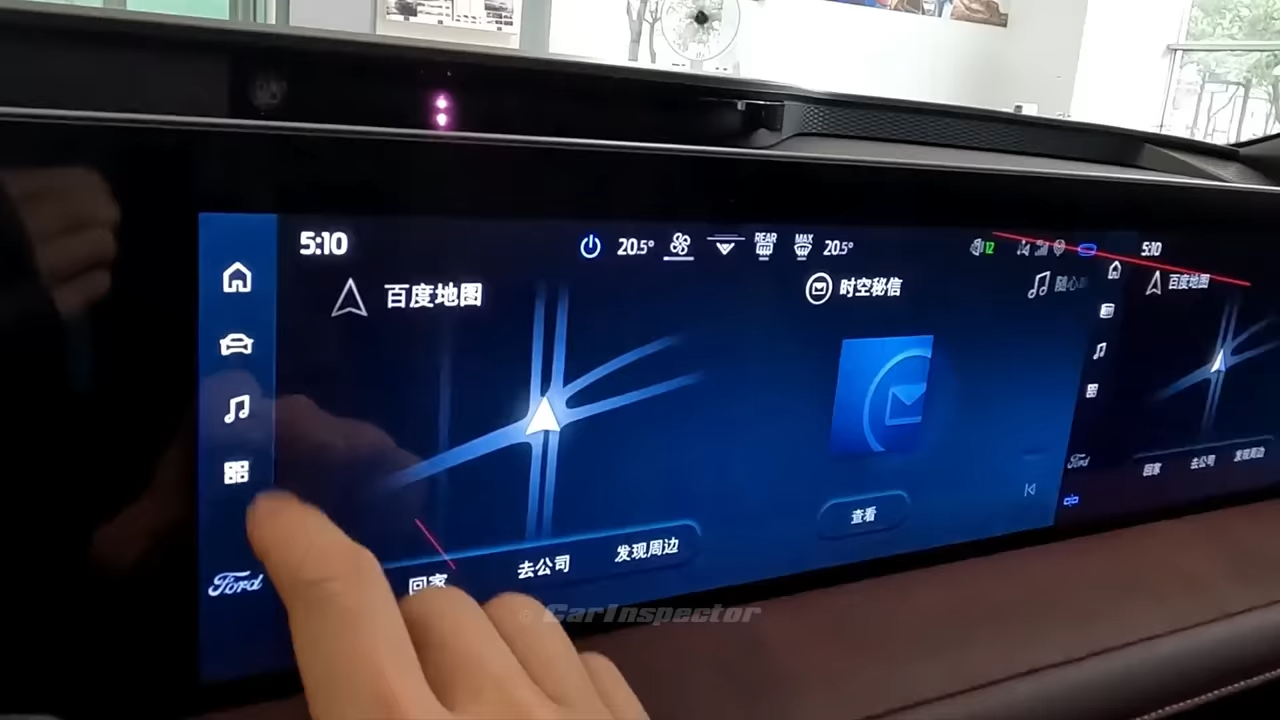 5:10
20.5°
REAR
MAX
20.5°
12
5:10
百度地图
时空秘信
随心
百度地图
查看
回家
去公司
发现周边
回家
去公司
发现周边
Ford
Ford
© CarInspector